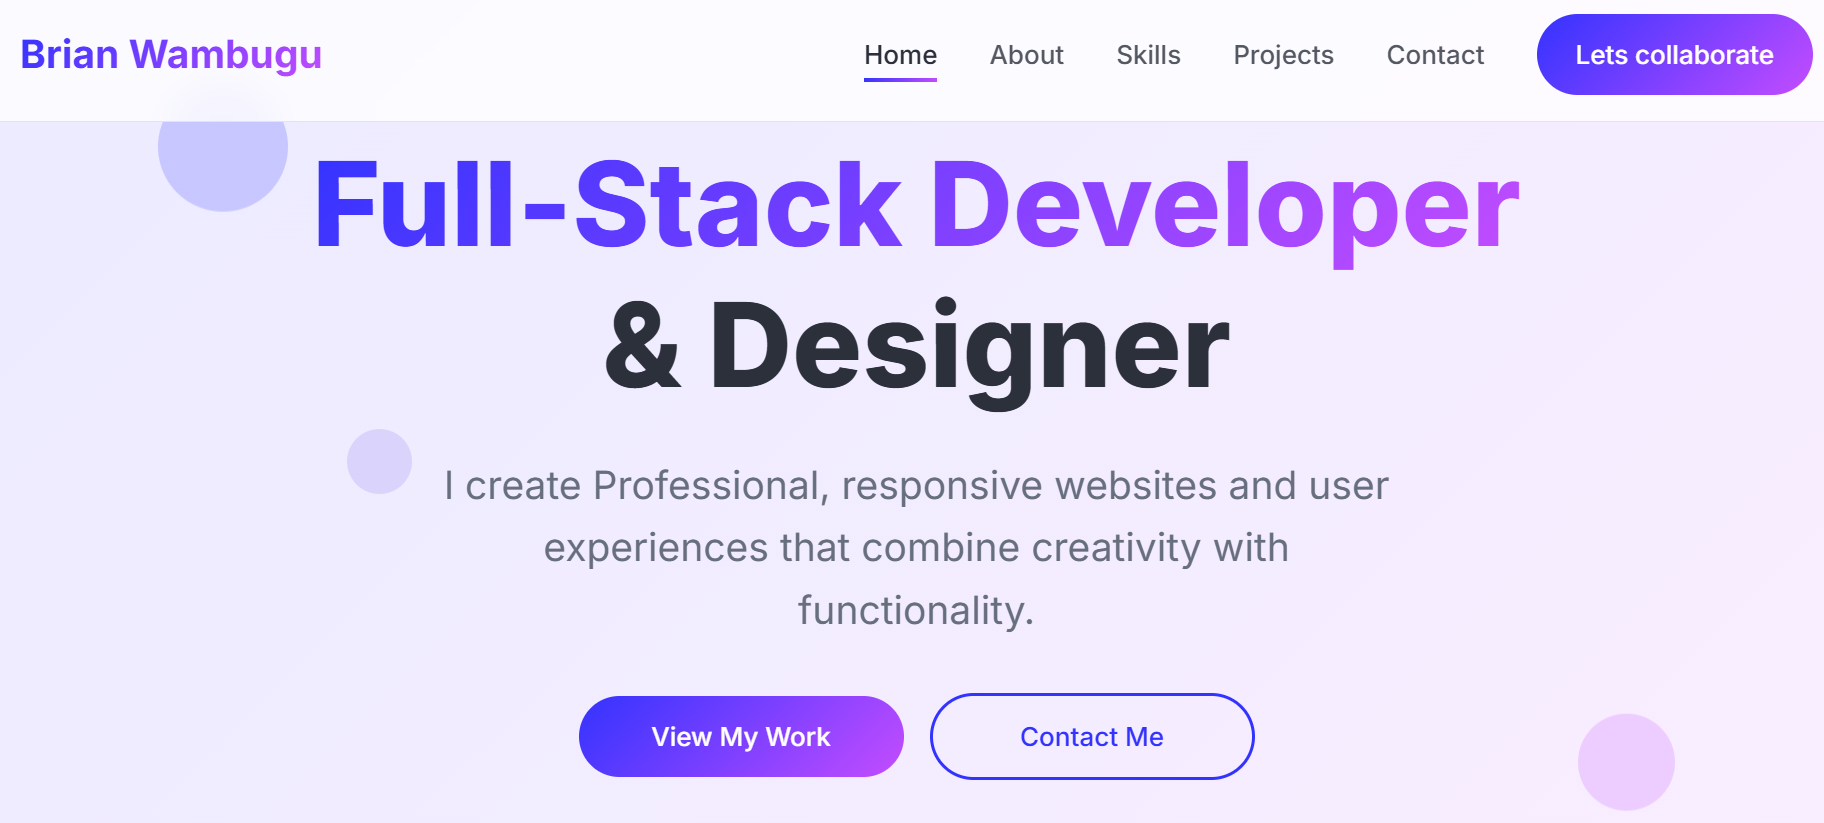 Brian Wambugu
Home About Skills Projects Contact Lets collaborate
Full-Stack Developer
& Designer
I create Professional, responsive websites and user
experiences that combine creativity with
functionality.
View My Work Contact Me